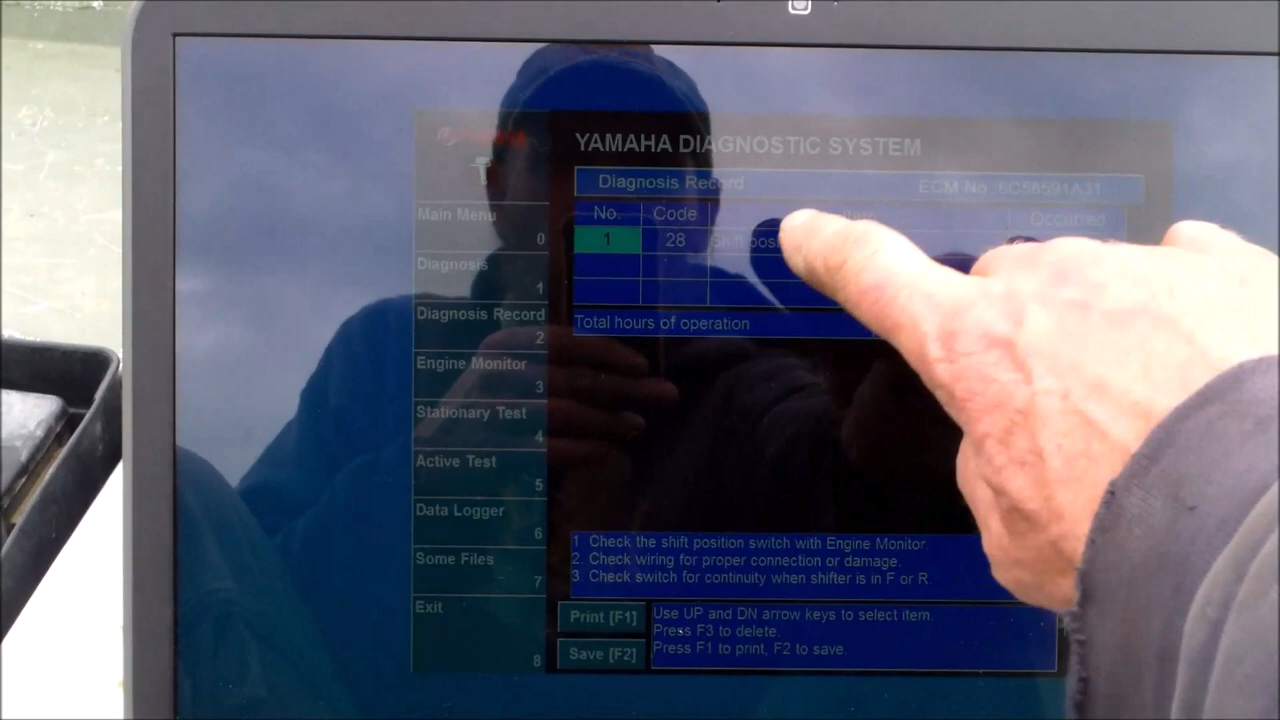 YAMAHA DIAGNOSTIC SYSTEM
Diagnosis Record ECM No.:6C58591A31
No. Code Item Occurred
1 28 Shift posi
Total hours of operation
Main Menu
0
Diagnosis
1
Diagnosis Record
2
Engine Monitor
3
Stationary Test
4
Active Test
5
Data Logger
6
Some Files
7
Exit
8
1 Check the shift position switch with Engine Monitor.
2. Check wiring for proper connection or damage.
3. Check switch for continuity when shifter is in F or R.
Print [F1]
Save [F2]
Use UP and DN arrow keys to select item.
Press F3 to delete.
Press F1 to print, F2 to save.